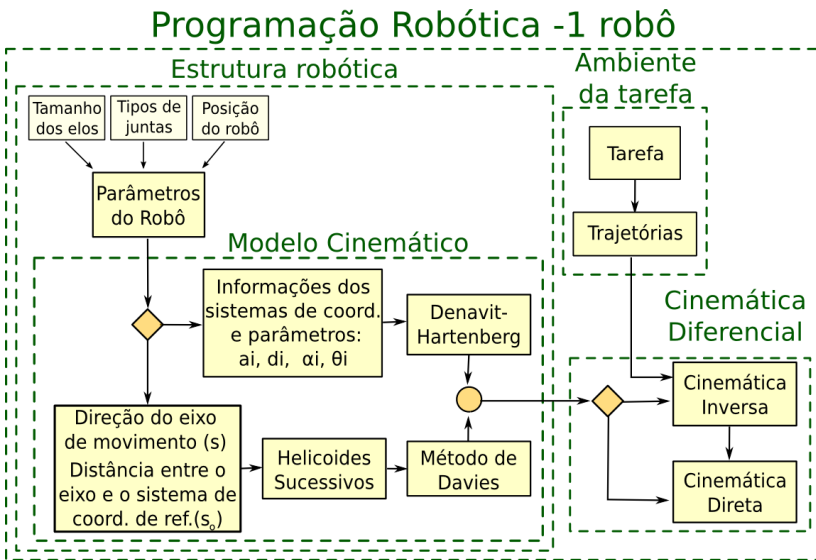 Programação Robótica -1 robô
Estrutura robótica
Ambiente
da tarefa
Tamanho
dos elos
Tipos de
juntas
Posição
do robô
Tarefa
Parâmetros
do Robô
Trajetórias
Modelo Cinemático
Informações dos
sistemas de coord.
e parâmetros:
ai, di, αi, θi
Denavit-
Hartenberg
Cinemática
Diferencial
Cinemática
Inversa
Direção do eixo
de movimento (s)
Distância entre o
eixo e o sistema de
coord. de ref.(s₀)
Helicoides
Sucessivos
Método de
Davies
Cinemática
Direta